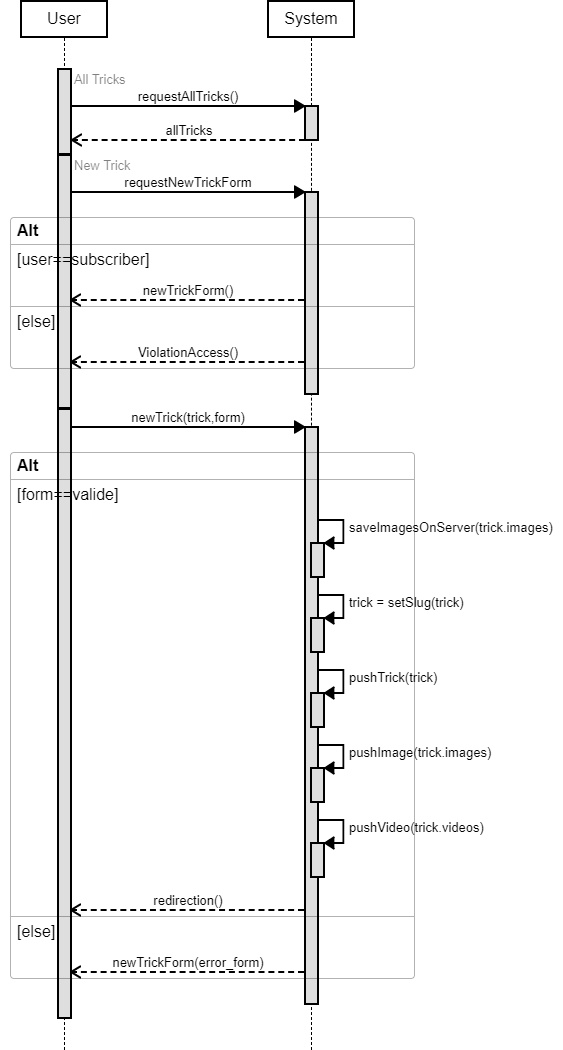 User
System
All Tricks
requestAllTricks()
allTricks
New Trick
requestNewTrickForm
Alt
[user==subscriber]
newTrickForm()
[else]
ViolationAccess()
newTrick(trick,form)
Alt
[form==valide]
saveImagesOnServer(trick.images)
trick = setSlug(trick)
pushTrick(trick)
pushImage(trick.images)
pushVideo(trick.videos)
redirection()
[else]
newTrickForm(error_form)